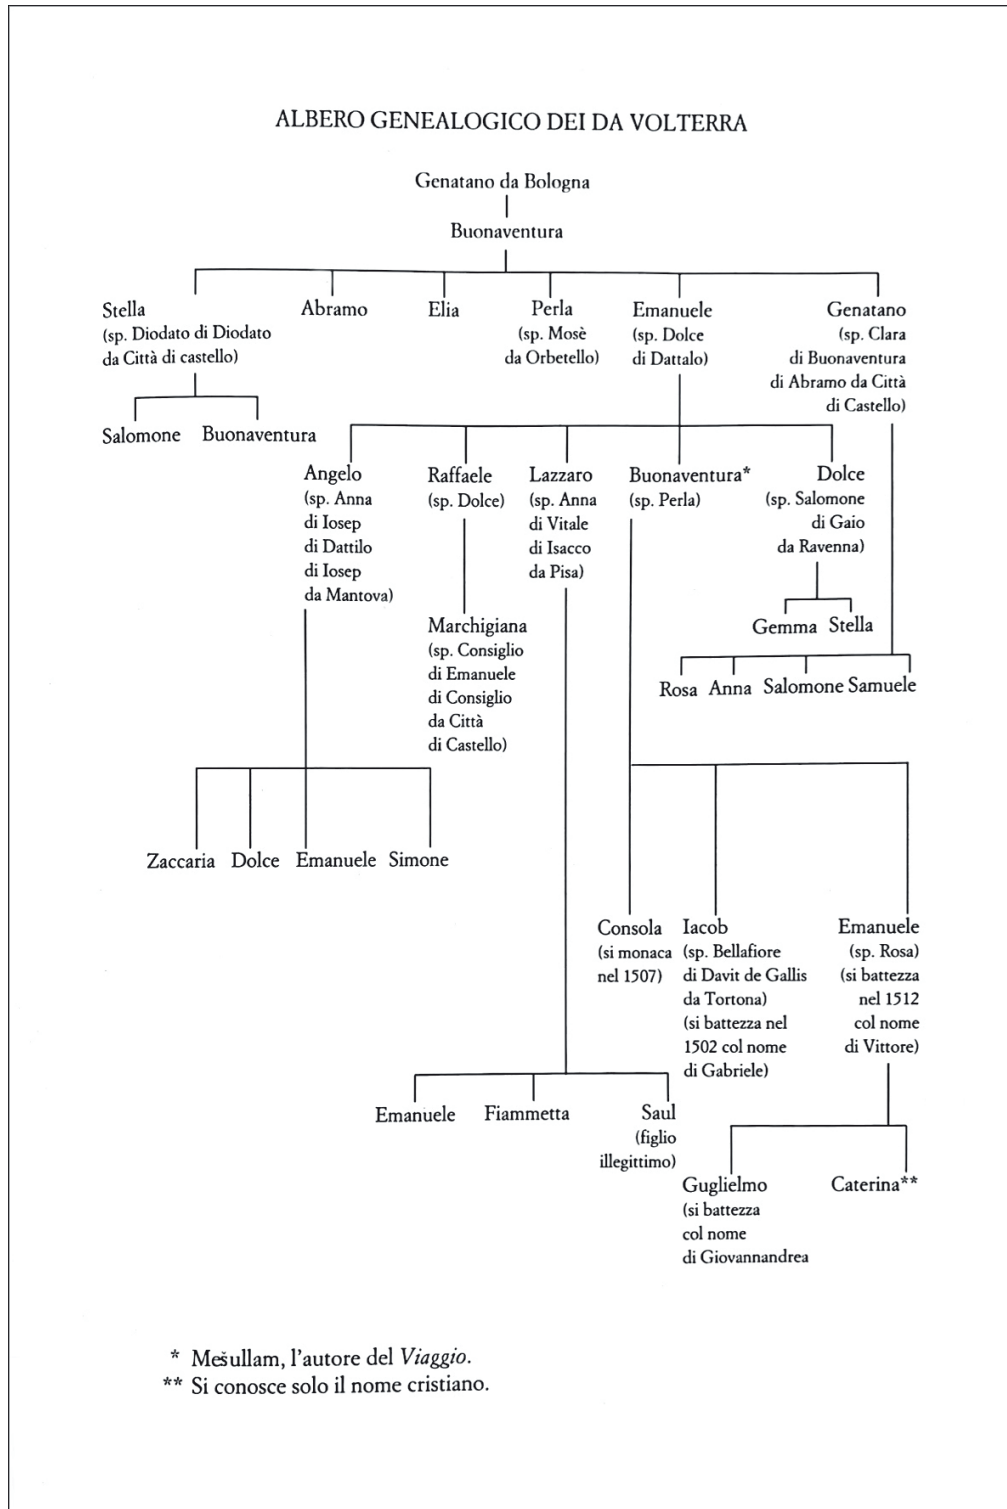 ALBERO GENEALOGICO DEI DA VOLTERRA
Genatano da Bologna
Buonaventura
Stella
(sp. Diodato di Diodato
da Città di castello)
Abramo
Elia
Perla
(sp. Mosè
da Orbetello)
Emanuele
(sp. Dolce
di Dattalo)
Genatano
(sp. Clara
di Buonaventura
di Abramo da Città
di Castello)
Salomone
Buonaventura
Angelo
(sp. Anna
di Iosep
di Dattilo
di Iosep
da Mantova)
Raffaele
(sp. Dolce)
Lazzaro
(sp. Anna
di Vitale
di Isacco
da Pisa)
Buonaventura*
(sp. Perla)
Dolce
(sp. Salomone
di Gaio
da Ravenna)
Gemma
Stella
Marchigiana
(sp. Consiglio
di Emanuele
di Consiglio
da Città
di Castello)
Rosa
Anna
Salomone
Samuele
Zaccaria
Dolce
Emanuele
Simone
Consola
(si monaca
nel 1507)
Iacob
(sp. Bellafiore
di Davit de Gallis
da Tortona)
(si battezza nel
1502 col nome
di Gabriele)
Emanuele
(sp. Rosa)
(si battezza
nel 1512
col nome
di Vittore)
Emanuele
Fiammetta
Saul
(figlio
illegittimo)
Guglielmo
(si battezza
col nome
di Giovannandrea
Caterina**
* Mešullam, l'autore del Viaggio.
** Si conosce solo il nome cristiano.